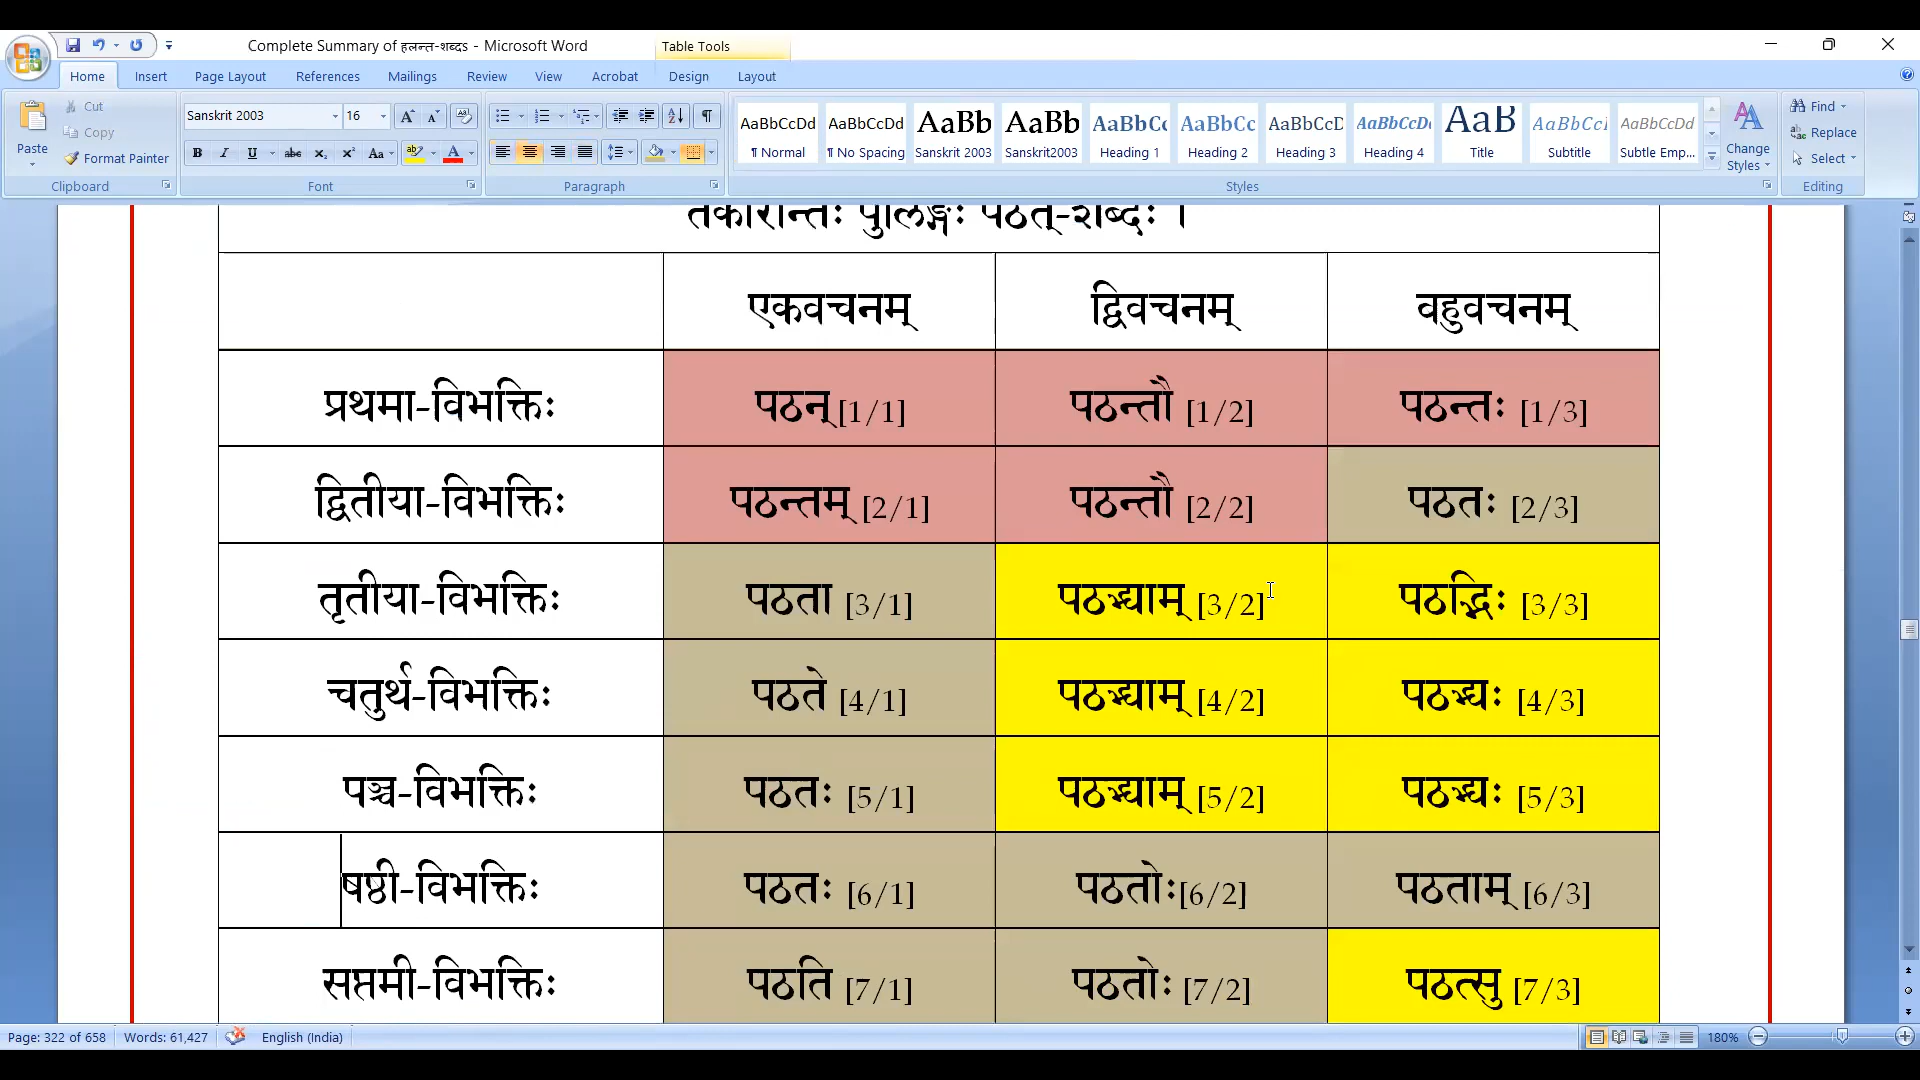 Complete Summary of हलन्त-शब्दs - Microsoft Word
Table Tools
Home Insert Page Layout References Mailings Review View Acrobat Design Layout
Paste Cut Copy Format Painter
Sanskrit 2003 16
AaBbCcDd AaBbCcDd AaBb AaBb AaBbCc AaBbCc AaBbCcD AaBbCcDc AaB AaBbCcI AaBbCcDd
¶ Normal ¶ No Spacing Sanskrit 2003 Sanskrit2003 Heading 1 Heading 2 Heading 3 Heading 4 Title Subtitle Subtle Emp...
Change Styles
Find Replace Select
Clipboard Font Paragraph Styles Editing
तकारान्तः पुंलिङ्गः पठत्-शब्दः ।
एकवचनम् द्विवचनम् वहुवचनम्
प्रथमा-विभक्तिः पठन् [1/1] पठन्तौ [1/2] पठन्तः [1/3]
द्वितीया-विभक्तिः पठन्तम् [2/1] पठन्तौ [2/2] पठतः [2/3]
तृतीया-विभक्तिः पठता [3/1] पठद्भ्याम् [3/2] पठद्भिः [3/3]
चतुर्थ-विभक्तिः पठते [4/1] पठद्भ्याम् [4/2] पठद्भ्यः [4/3]
पञ्च-विभक्तिः पठतः [5/1] पठद्भ्याम् [5/2] पठद्भ्यः [5/3]
षष्ठी-विभक्तिः पठतः [6/1] पठतोः[6/2] पठताम् [6/3]
सप्तमी-विभक्तिः पठति [7/1] पठतोः [7/2] पठत्सु [7/3]
Page: 322 of 658 Words: 61,427 English (India) 180%